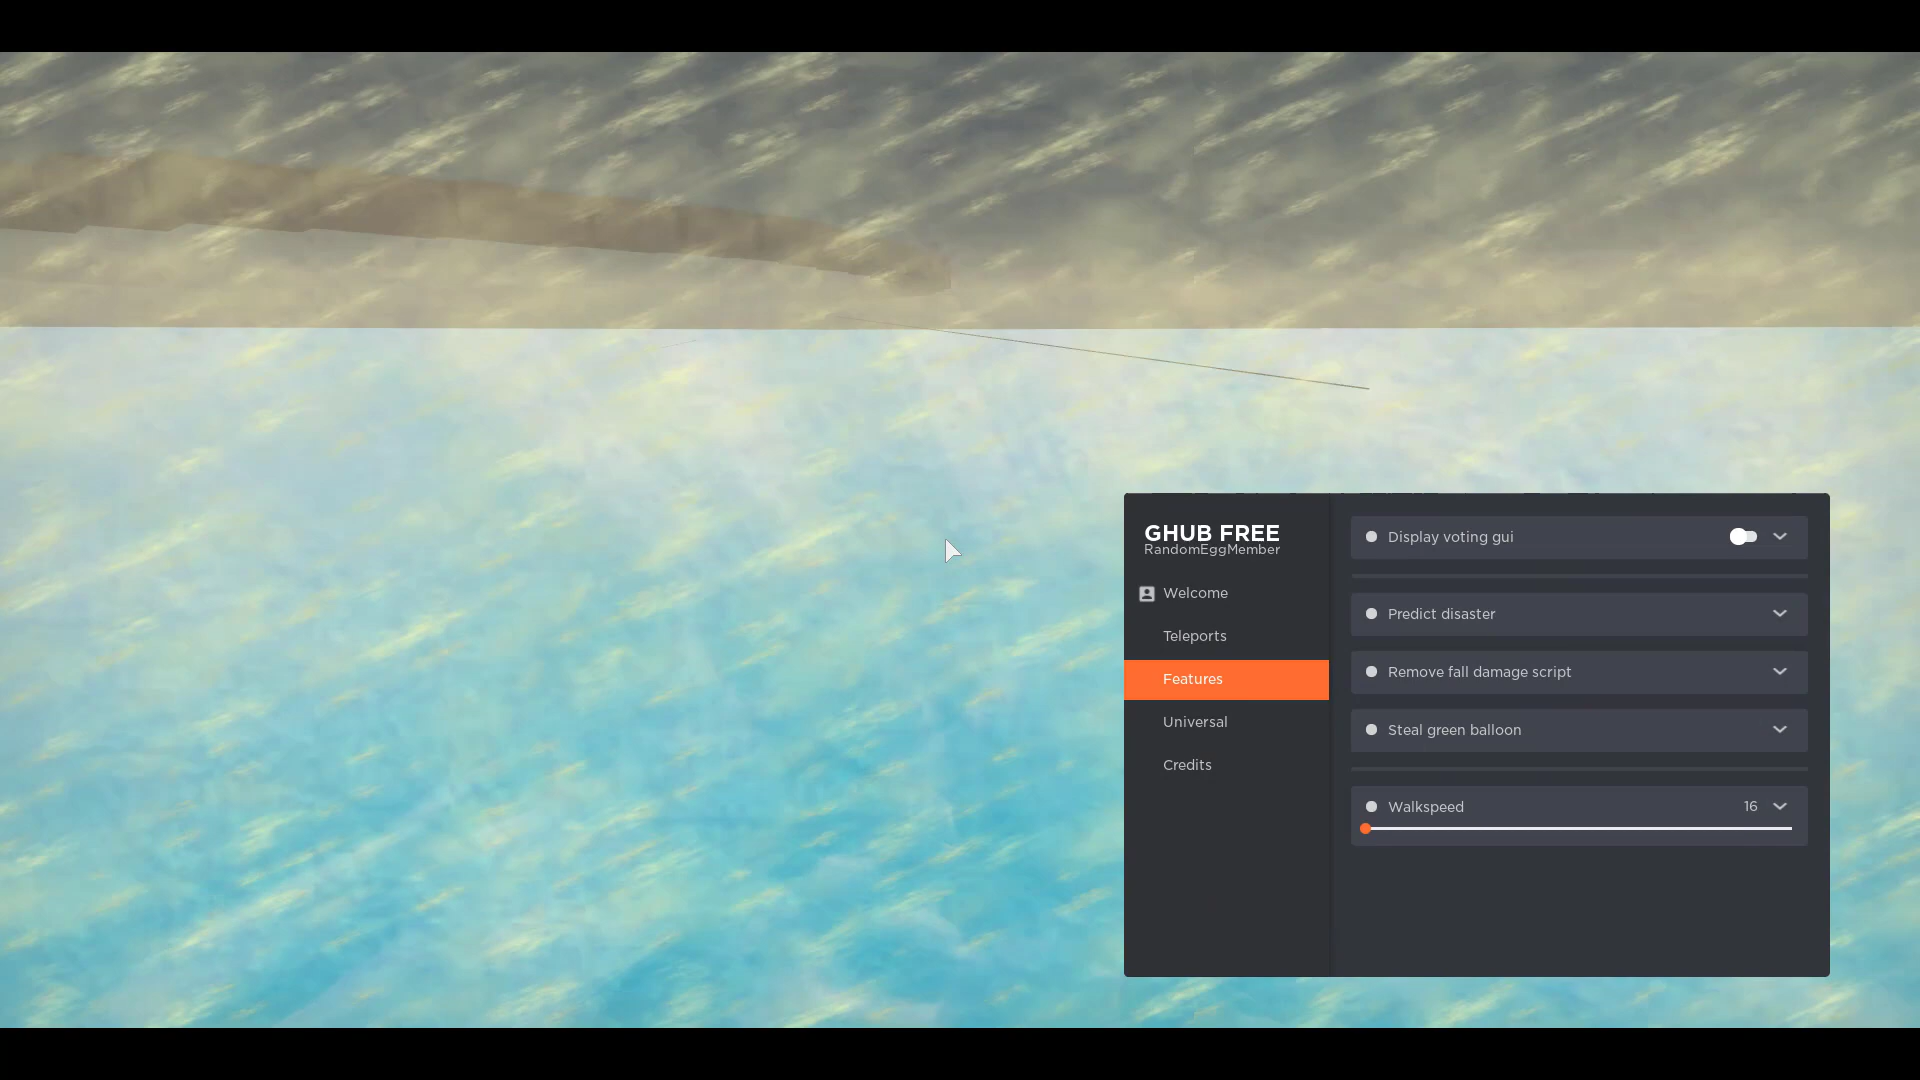 GHUB FREE
RandomEggMember
Welcome
Teleports
Features
Universal
Credits
Display voting gui
Predict disaster
Remove fall damage script
Steal green balloon
Walkspeed 16